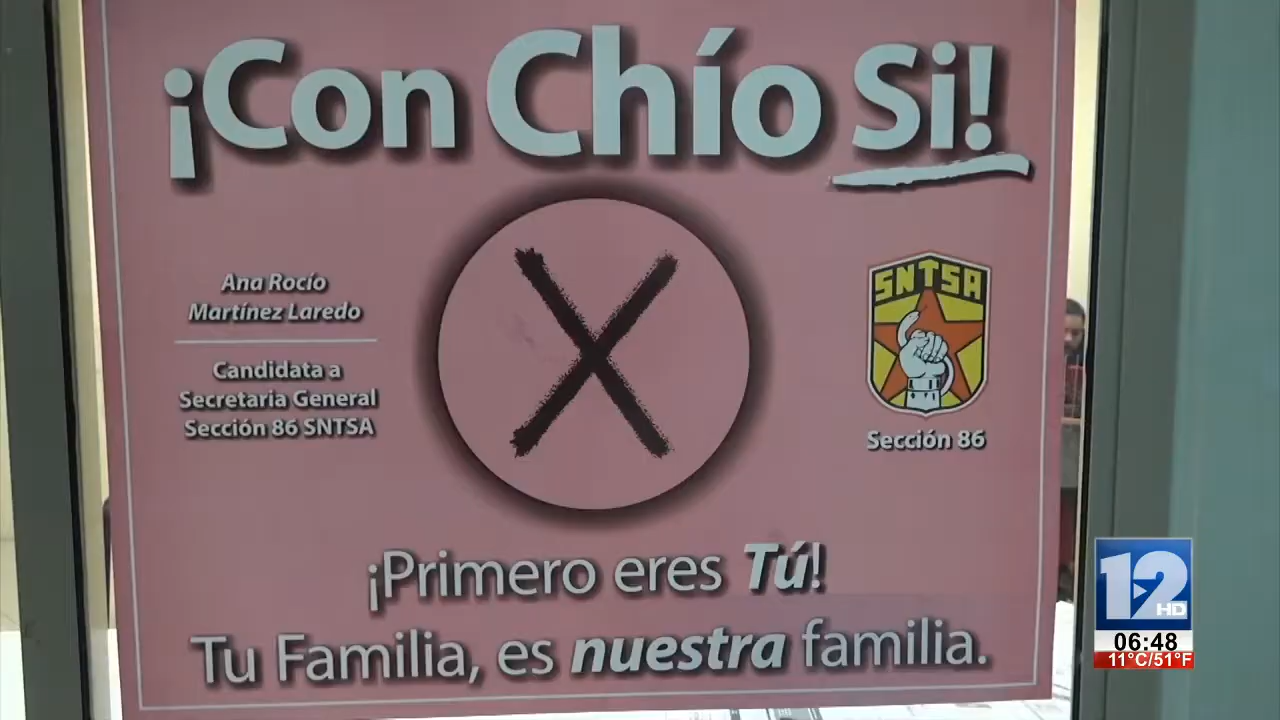 ¡Con Chío Si!
Ana Rocío
Martínez Laredo
Candidata a
Secretaria General
Sección 86 SNTSA
SNTSA
Sección 86
¡Primero eres Tú!
Tu Familia, es nuestra familia.
12
HD
06:48
11°C/51°F